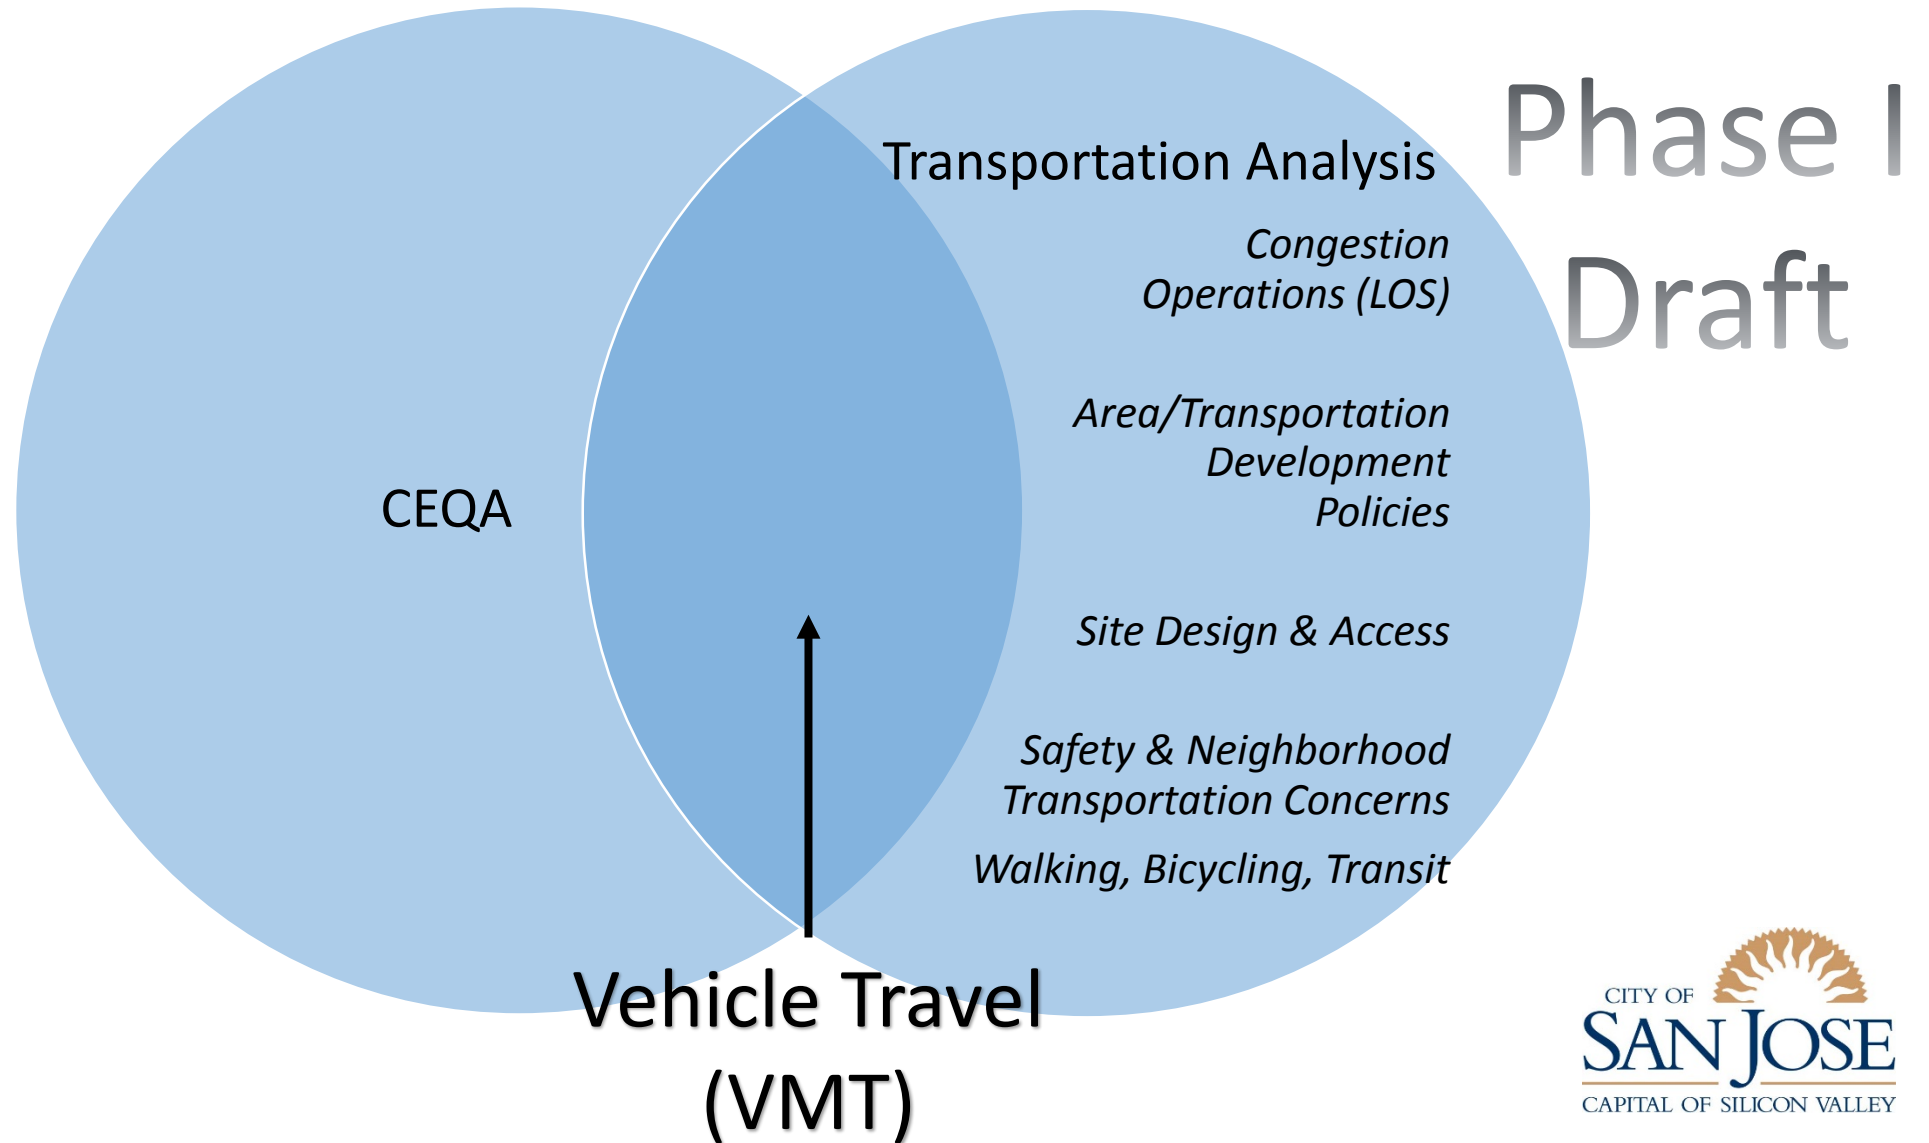 Phase I
Draft
Transportation Analysis
Congestion
Operations (LOS)
Area/Transportation
Development
Policies
CEQA
Site Design & Access
Safety & Neighborhood
Transportation Concerns
Walking, Bicycling, Transit
Vehicle Travel
(VMT)
CITY OF
SAN JOSE
CAPITAL OF SILICON VALLEY